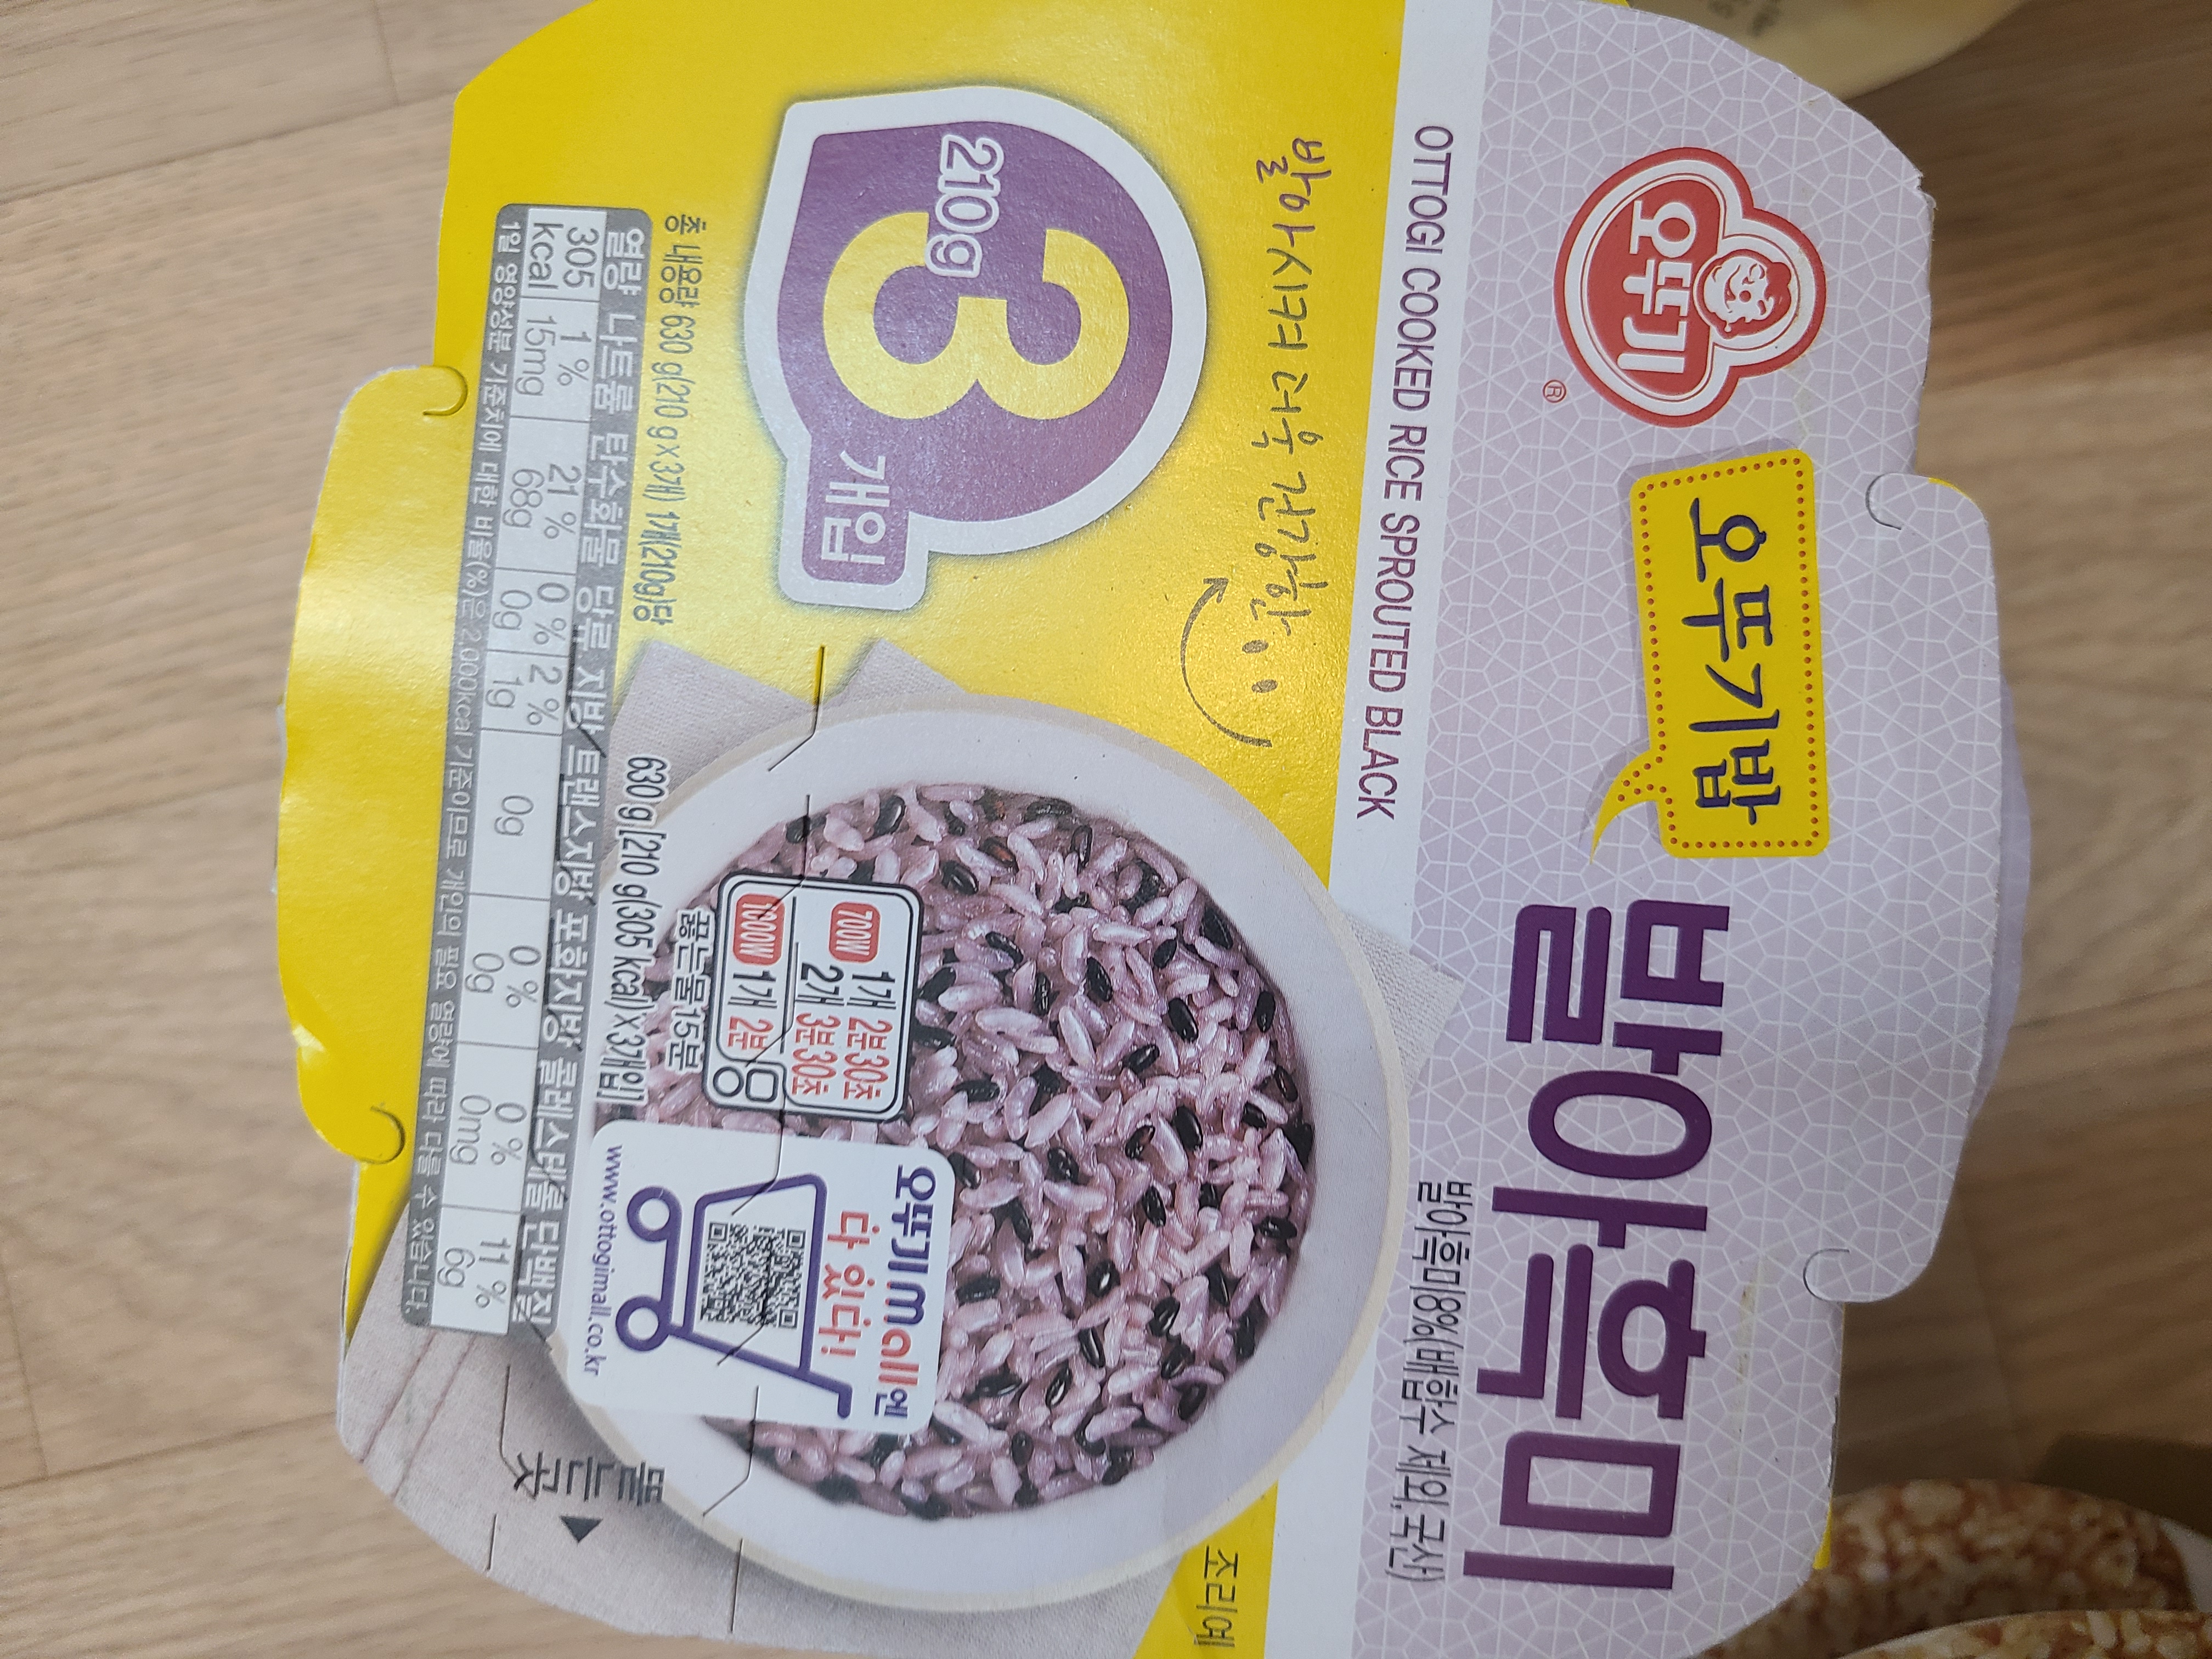 오뚜기
®
오뚜기밥
발아흑미
발아흑미8%(배합수 제외, 국산)
OTTOGI COOKED RICE SPROUTED BLACK
발아시켜 더욱 건강한
210g
3
개입
총 내용량 630 g(210 g x 3개) 1개(210g)당
열량 나트륨 탄수화물 당류 지방 트랜스지방 포화지방 콜레스테롤 단백질
305 kcal 1 % 15mg 21 % 68g 0 % 0g 2 % 1g 0g 0 % 0g 0 % 0mg 11 % 6g
1일 영양성분 기준치에 대한 비율(%)은 2,000kcal 기준이므로 개인의 필요 열량에 따라 다를 수 있습니다.
700W 1개 2분30초
2개 3분30초
1000W 1개 2분
끓는물15분
630 g [210 g(305 kcal) x 3개입]
오뚜기mall엔
다 있다!
www.ottogimall.co.kr
뜯는곳
조리예